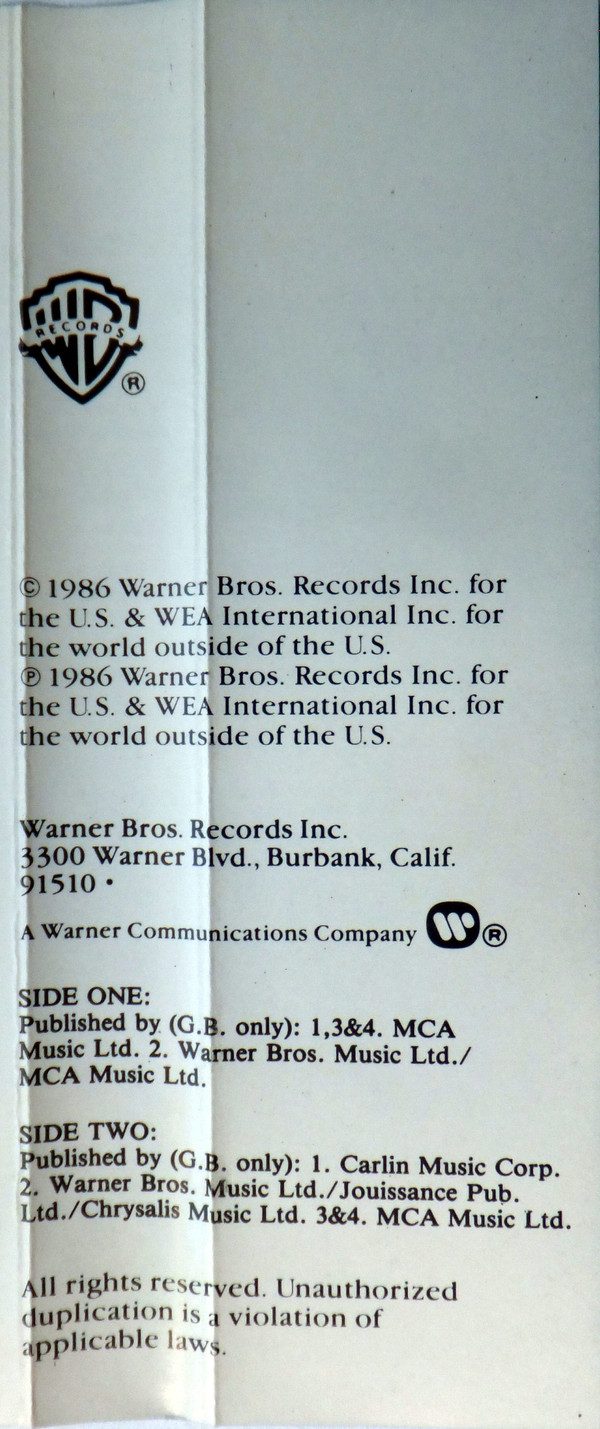 RECORDS
®
© 1986 Warner Bros. Records Inc. for
the U.S. & WEA International Inc. for
the world outside of the U.S.
℗ 1986 Warner Bros. Records Inc. for
the U.S. & WEA International Inc. for
the world outside of the U.S.
Warner Bros. Records Inc.
3300 Warner Blvd., Burbank, Calif.
91510 •
A Warner Communications Company ®
SIDE ONE:
Published by (G.B. only): 1,3&4. MCA
Music Ltd. 2. Warner Bros. Music Ltd./
MCA Music Ltd.
SIDE TWO:
Published by (G.B. only): 1. Carlin Music Corp.
2. Warner Bros. Music Ltd./Jouissance Pub.
Ltd./Chrysalis Music Ltd. 3&4. MCA Music Ltd.
All rights reserved. Unauthorized
duplication is a violation of
applicable laws.